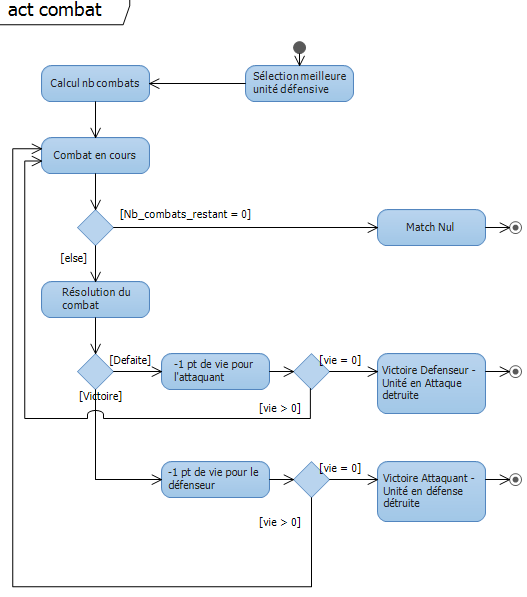 act combat
Sélection meilleure
unité défensive
Calcul nb combats
Combat en cours
[Nb_combats_restant = 0]
Match Nul
[else]
Résolution du
combat
[Defaite]
-1 pt de vie pour
l'attaquant
[vie = 0]
Victoire Defenseur -
Unité en Attaque
detruite
[Victoire]
[vie > 0]
-1 pt de vie pour le
défenseur
[vie = 0]
Victoire Attaquant -
Unité en défense
détruite
[vie > 0]